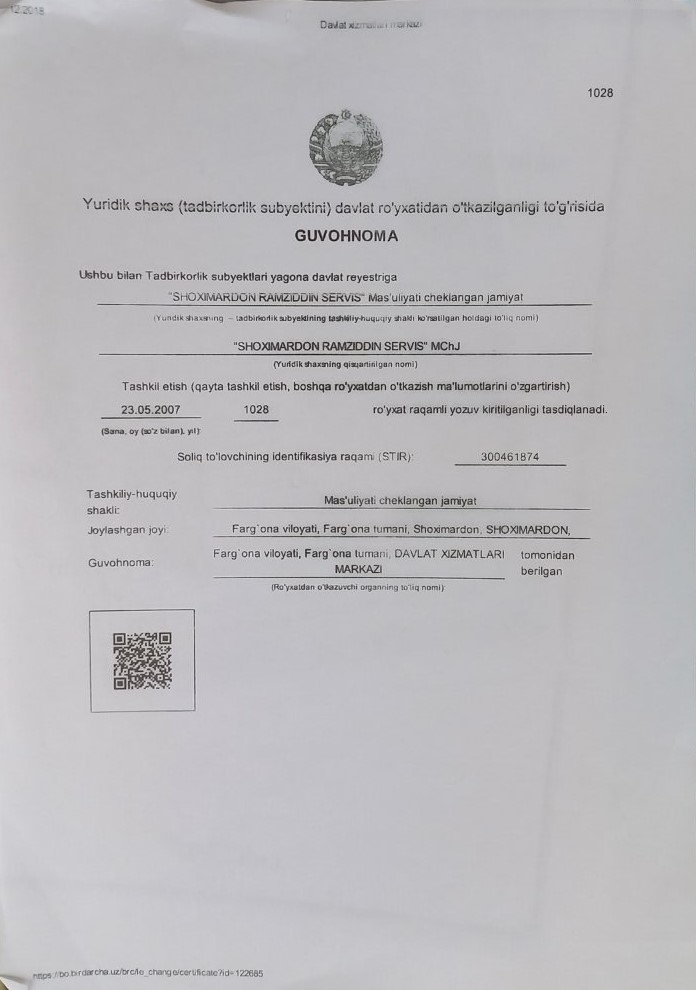 12.2018
Davlat xizmatlari markazi
1028
Yuridik shaxs (tadbirkorlik subyektini) davlat ro'yxatidan o'tkazilganligi to'g'risida
GUVOHNOMA
Ushbu bilan Tadbirkorlik subyektlari yagona davlat reyestriga
"SHOXIMARDON RAMZIDDIN SERVIS" Mas'uliyati cheklangan jamiyat
(Yuridik shaxsning – tadbirkorlik subyektining tashkiliy-huquqiy shakli ko'rsatilgan holdagi to'liq nomi)
"SHOXIMARDON RAMZIDDIN SERVIS" MChJ
(Yuridik shaxsning qisqartirilgan nomi)
Tashkil etish (qayta tashkil etish, boshqa ro'yxatdan o'tkazish ma'lumotlarini o'zgartirish)
23.05.2007 1028 ro'yxat raqamli yozuv kiritilganligi tasdiqlanadi.
(Sana, oy (so'z bilan), yil)
Soliq to'lovchining identifikasiya raqami (STIR): 300461874
Tashkiliy-huquqiy shakli: Mas'uliyati cheklangan jamiyat
Joylashgan joyi: Farg`ona viloyati, Farg`ona tumani, Shoximardon, SHOXIMARDON,
Guvohnoma: Farg`ona viloyati, Farg`ona tumani, DAVLAT XIZMATLARI MARKAZI tomonidan berilgan
(Ro'yxatdan o'tkazuvchi organning to'liq nomi)
https://bo.birdarcha.uz/brc/le_change/certificate?id=122685